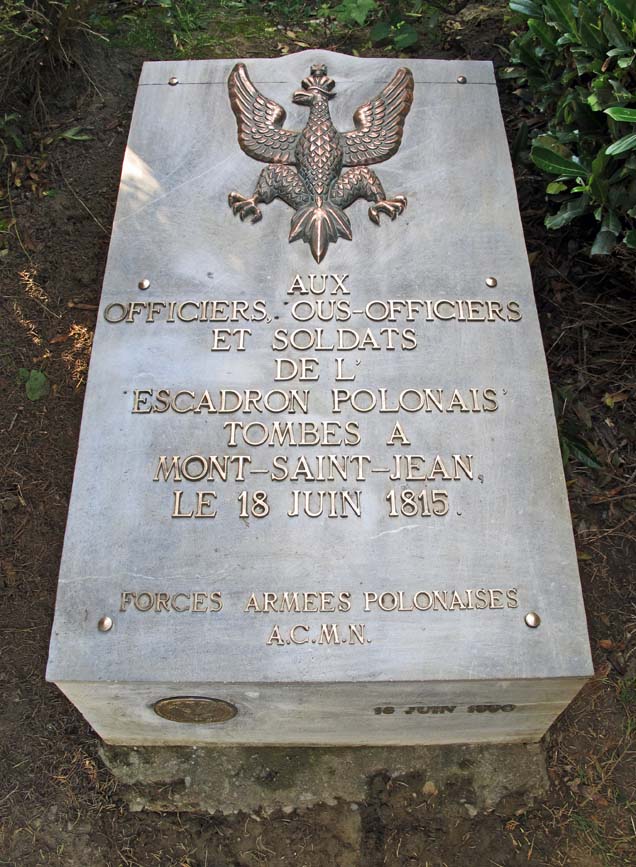 AUX
OFFICIERS, OUS-OFFICIERS
ET SOLDATS
DE L'
'ESCADRON POLONAIS'
TOMBES A
MONT-SAINT-JEAN,
LE 18 JUIN 1815.
FORCES ARMEES POLONAISES
A.C.M.N.
JUIN